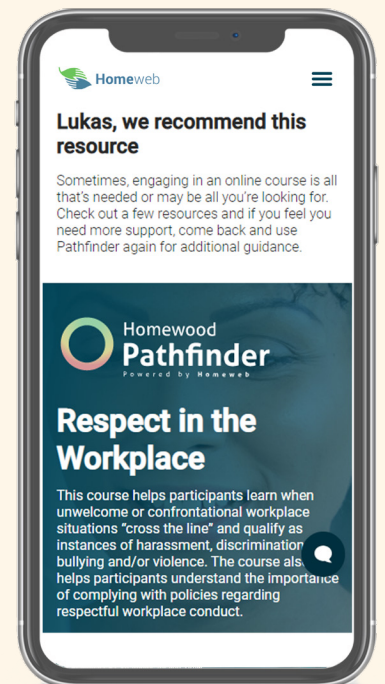 Homeweb
Lukas, we recommend this
resource
Sometimes, engaging in an online course is all
that's needed or may be all you're looking for.
Check out a few resources and if you feel you
need more support, come back and use
Pathfinder again for additional guidance.
Homewood
Pathfinder
Powered by Homeweb
Respect in the
Workplace
This course helps participants learn when
unwelcome or confrontational workplace
situations “cross the line” and qualify as
instances of harassment, discrimination
bullying and/or violence. The course als
helps participants understand the importance
of complying with policies regarding
respectful workplace conduct.